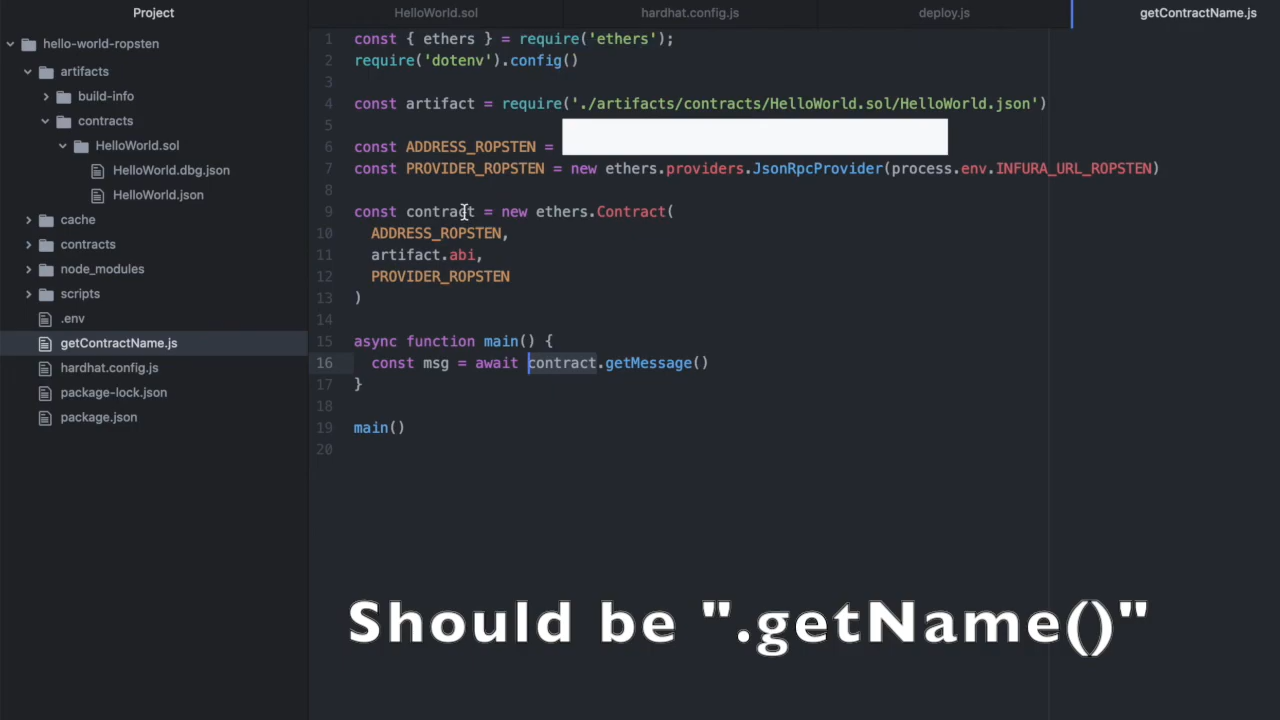 Project
HelloWorld.sol
hardhat.config.js
deploy.js
getContractName.js
hello-world-ropsten
artifacts
build-info
contracts
HelloWorld.sol
HelloWorld.dbg.json
HelloWorld.json
cache
contracts
node_modules
scripts
.env
getContractName.js
hardhat.config.js
package-lock.json
package.json
1 const { ethers } = require('ethers');
2 require('dotenv').config()
3
4 const artifact = require('./artifacts/contracts/HelloWorld.sol/HelloWorld.json')
5
6 const ADDRESS_ROPSTEN =
7 const PROVIDER_ROPSTEN = new ethers.providers.JsonRpcProvider(process.env.INFURA_URL_ROPSTEN)
8
9 const contract = new ethers.Contract(
10 ADDRESS_ROPSTEN,
11 artifact.abi,
12 PROVIDER_ROPSTEN
13 )
14
15 async function main() {
16 const msg = await contract.getMessage()
17 }
18
19 main()
20
Should be ".getName()"